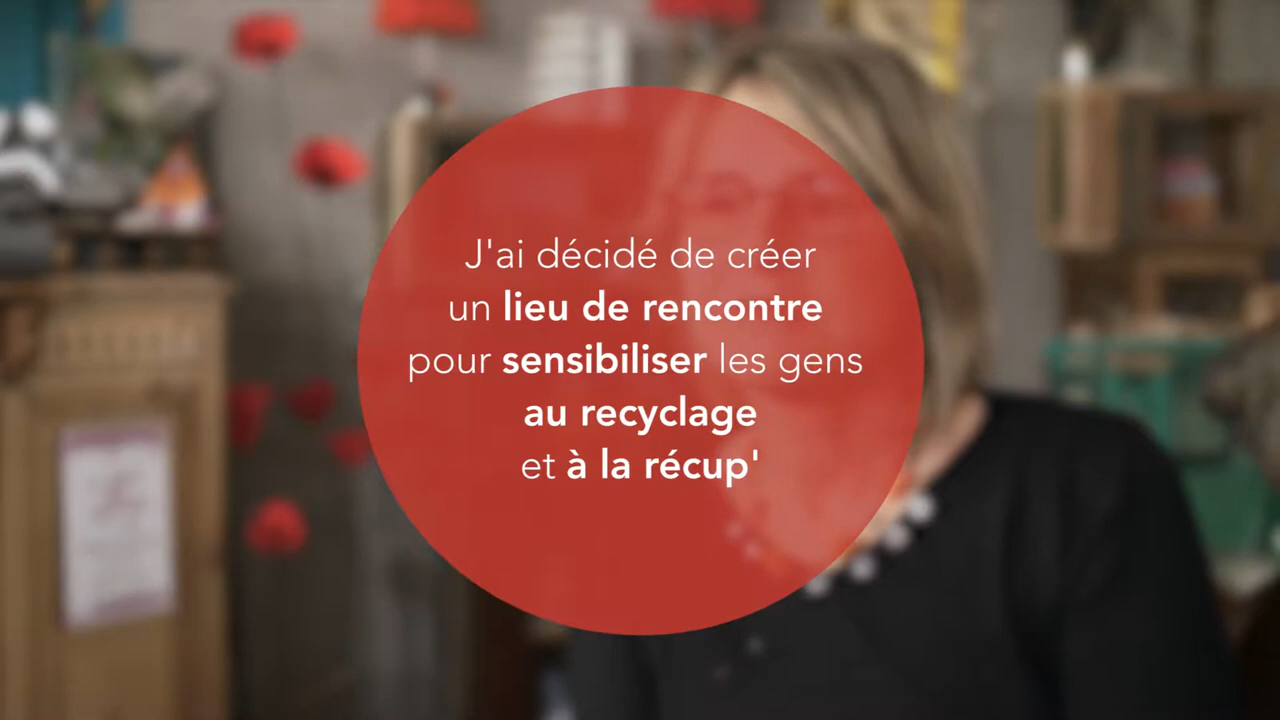 J'ai décidé de créer
un lieu de rencontre
pour sensibiliser les gens
au recyclage
et à la récup'